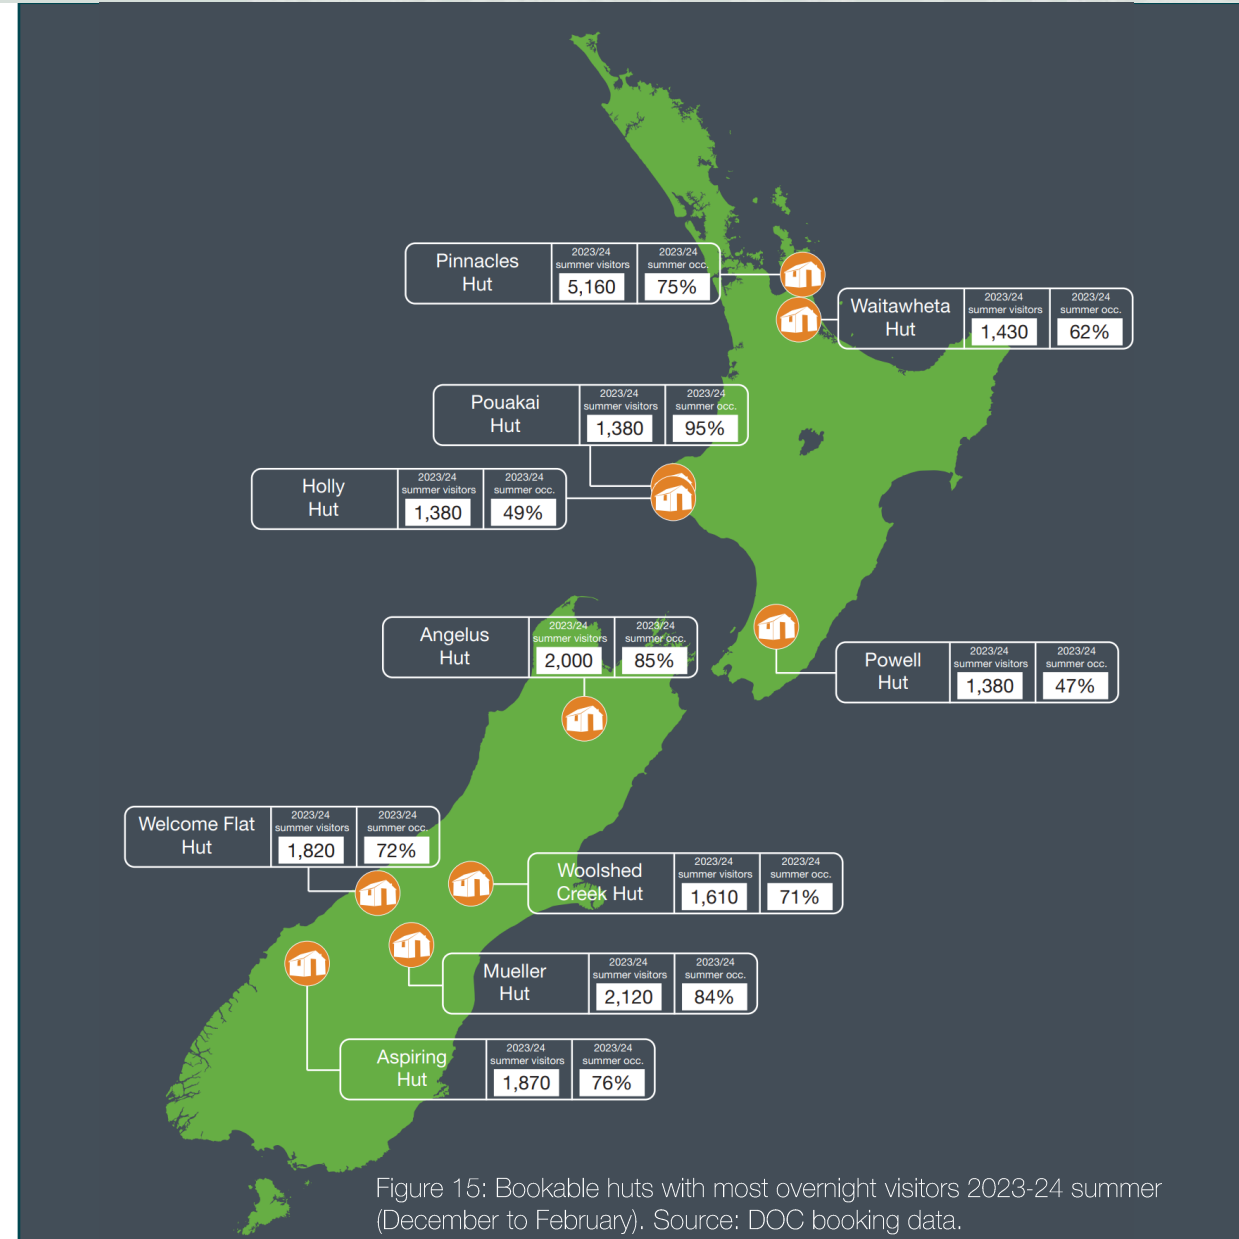 Pinnacles
Hut
2023/24
summer visitors
5,160
2023/24
summer occ.
75%
Waitawheta
Hut
2023/24
summer visitors
1,430
2023/24
summer occ.
62%
Pouakai
Hut
2023/24
summer visitors
1,380
2023/24
summer occ.
95%
Holly
Hut
2023/24
summer visitors
1,380
2023/24
summer occ.
49%
Angelus
Hut
2023/24
summer visitors
2,000
2023/24
summer occ.
85%
Powell
Hut
2023/24
summer visitors
1,380
2023/24
summer occ.
47%
Welcome Flat
Hut
2023/24
summer visitors
1,820
2023/24
summer occ.
72%
Woolshed
Creek Hut
2023/24
summer visitors
1,610
2023/24
summer occ.
71%
Mueller
Hut
2023/24
summer visitors
2,120
2023/24
summer occ.
84%
Aspiring
Hut
2023/24
summer visitors
1,870
2023/24
summer occ.
76%
Figure 15: Bookable huts with most overnight visitors 2023-24 summer
(December to February). Source: DOC booking data.